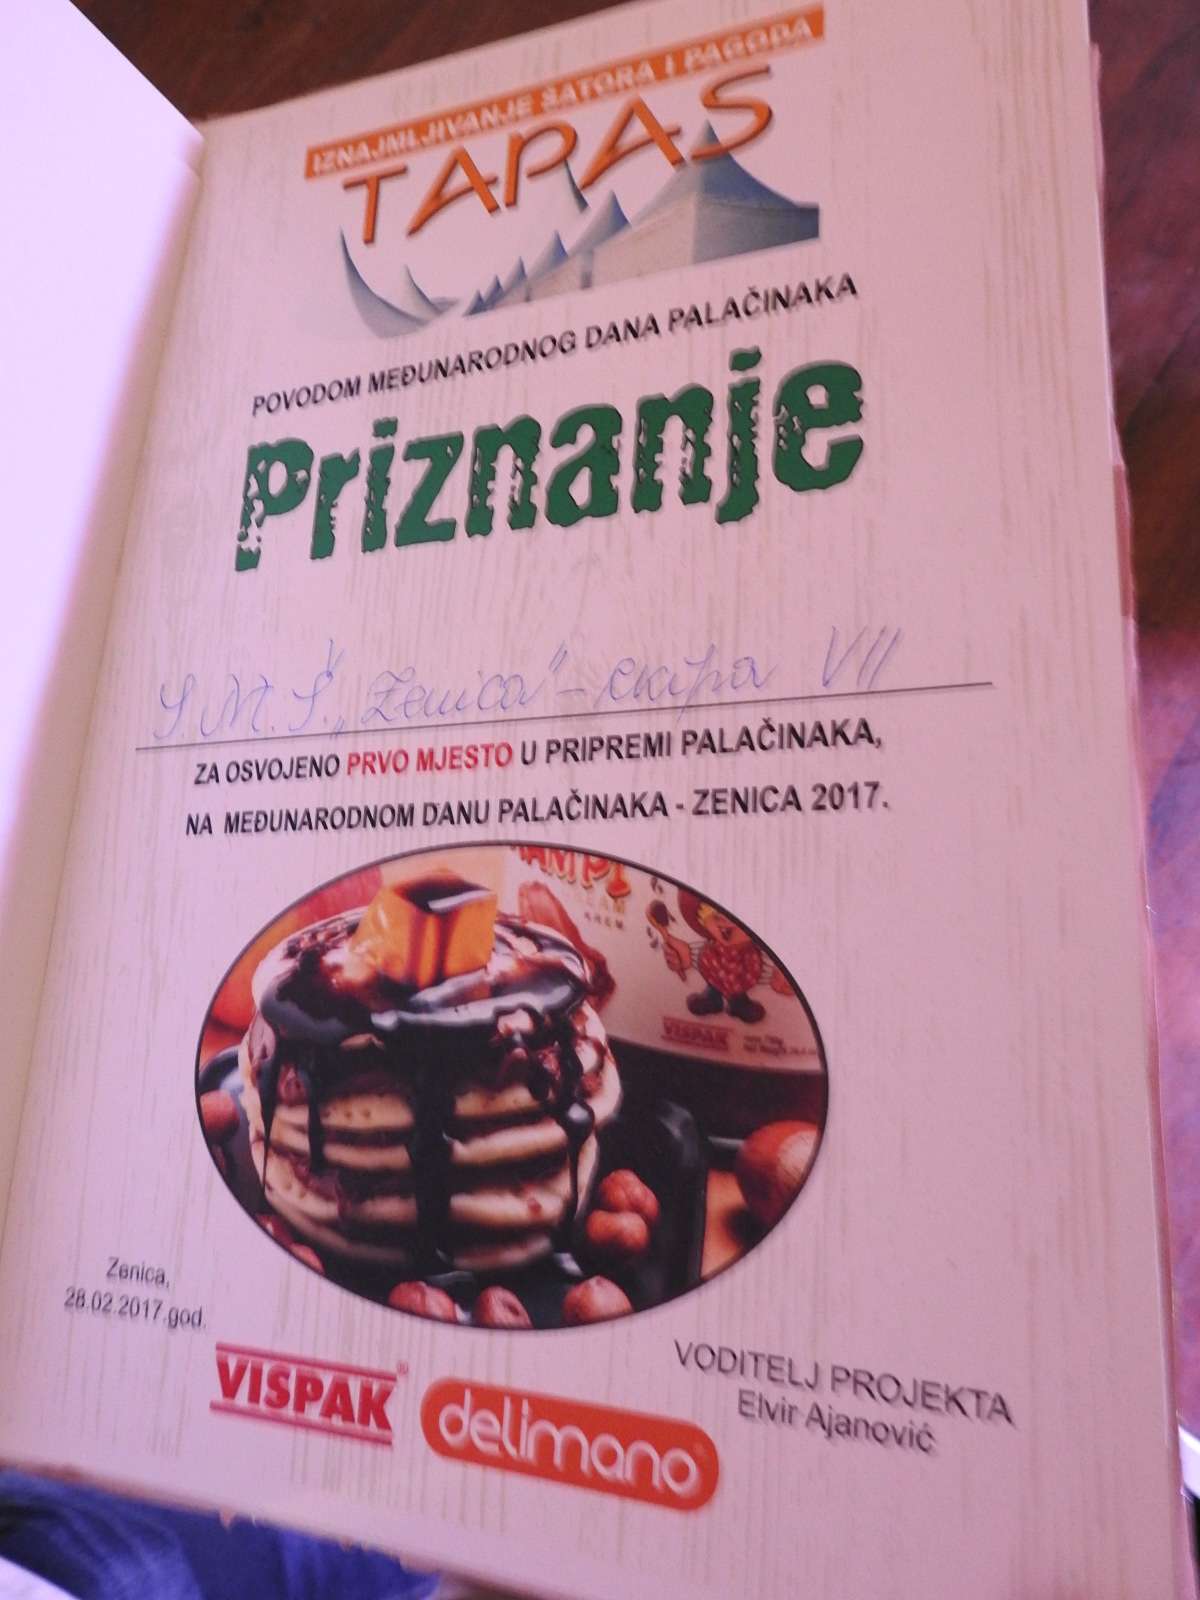 IZNAJMLJIVANJE ŠATORA I PAGODA
TAPAS
POVODOM MEĐUNARODNOG DANA PALAČINAKA
Priznanje
S.M.Š. „Zenica" - ekipa VII
ZA OSVOJENO PRVO MJESTO U PRIPREMI PALAČINAKA,
NA MEĐUNARODNOM DANU PALAČINAKA - ZENICA 2017.
KREM
VISPAK
Zenica,
28.02.2017.god.
VISPAK®
delimano®
VODITELJ PROJEKTA
Elvir Ajanović